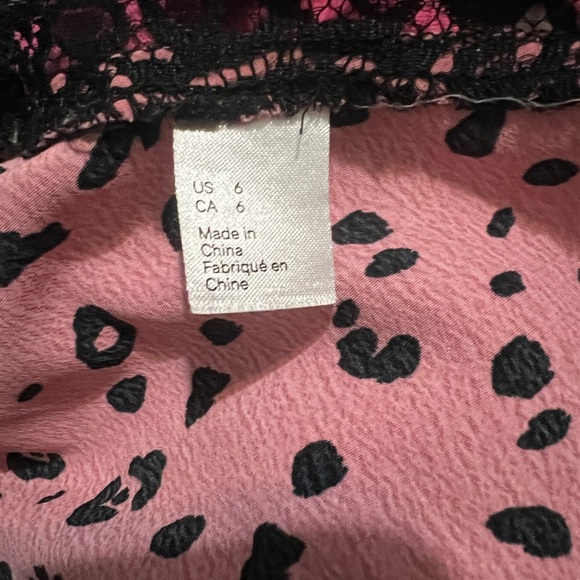 US 6
CA 6
Made in
China
Fabriqué en
Chine